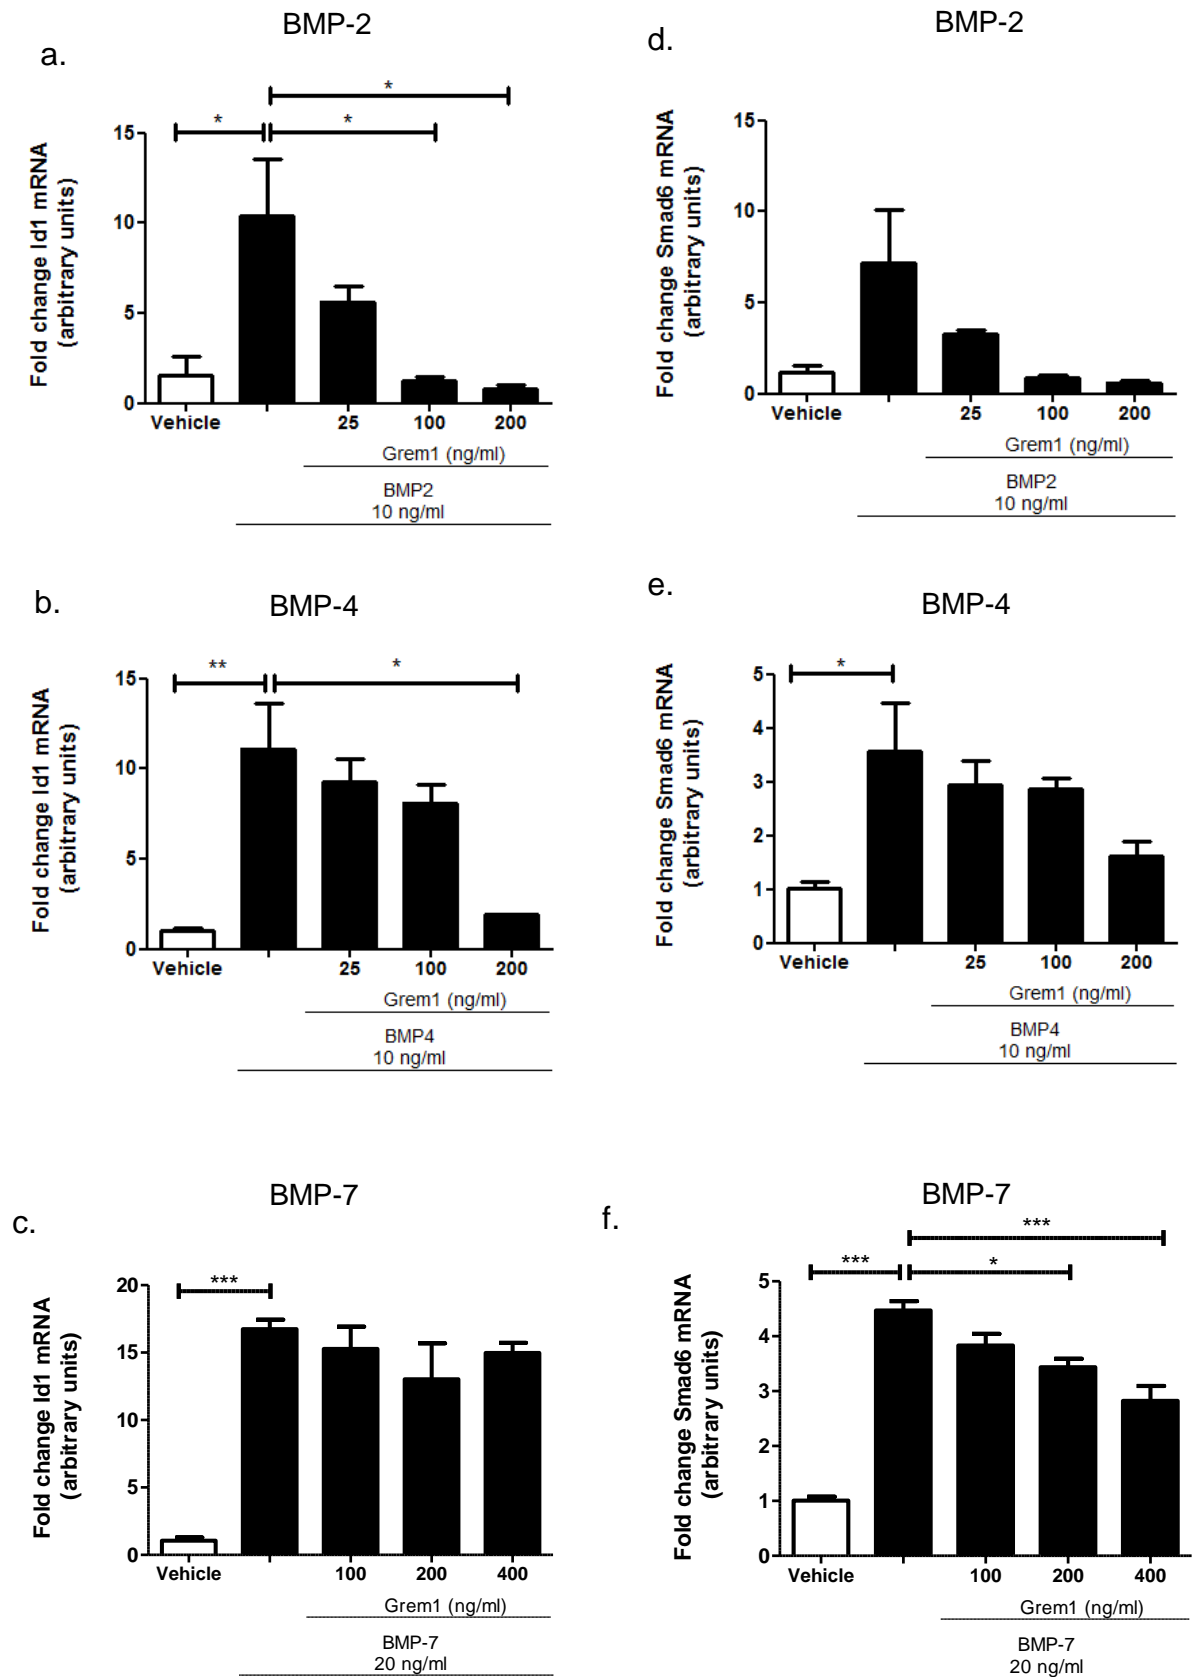 BMP-2
a.
*
*
*
Fold change Id1 mRNA
(arbitrary units)
15
10
5
0
Vehicle
25
100
200
Grem1 (ng/ml)
BMP2
10 ng/ml
BMP-2
d.
Fold change Smad6 mRNA
(arbitrary units)
15
10
5
0
Vehicle
25
100
200
Grem1 (ng/ml)
BMP2
10 ng/ml
b.
BMP-4
**
*
Fold change Id1 mRNA
(arbitrary units)
15
10
5
0
Vehicle
25
100
200
Grem1 (ng/ml)
BMP4
10 ng/ml
e.
BMP-4
*
Fold change Smad6 mRNA
(arbitrary units)
5
4
3
2
1
0
Vehicle
25
100
200
Grem1 (ng/ml)
BMP4
10 ng/ml
BMP-7
c.
***
Fold change Id1 mRNA
(arbitrary units)
20
15
10
5
0
Vehicle
100
200
400
Grem1 (ng/ml)
BMP-7
20 ng/ml
BMP-7
f.
***
***
*
Fold change Smad6 mRNA
(arbitrary units)
5
4
3
2
1
0
Vehicle
100
200
400
Grem1 (ng/ml)
BMP-7
20 ng/ml